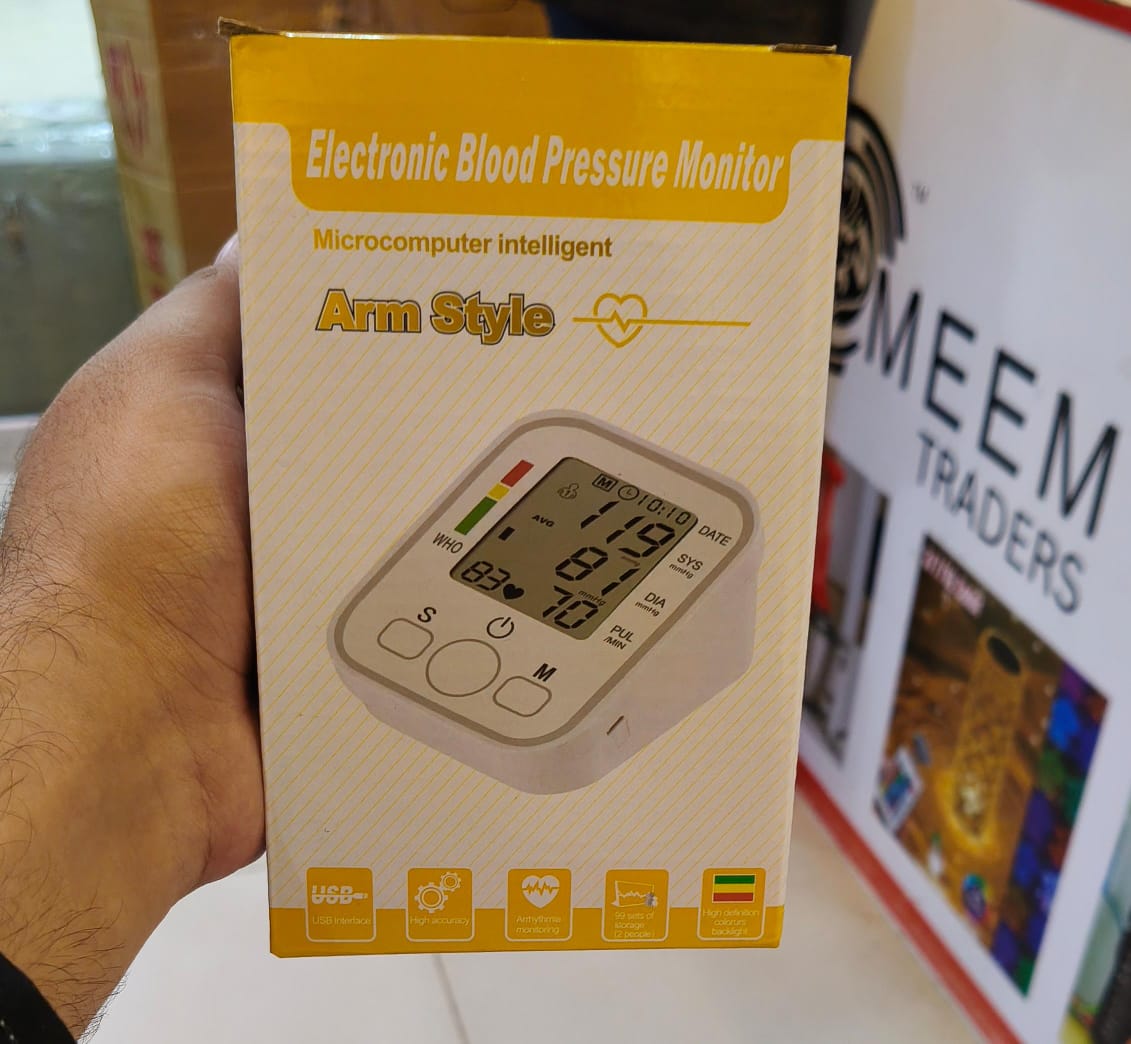 Electronic Blood Pressure Monitor
Microcomputer intelligent
Arm Style
M 10:10
DATE
119
AVG
SYS
mmHg
WHO
81
mmHg
DIA
mmHg
83
70
PUL
/MIN
S
M
USB
USB Interface
High accuracy
Arrhythmia
monitoring
99 sets of
storage
(2 people)
High definition
colorurs
backlight
MEEM
TRADERS